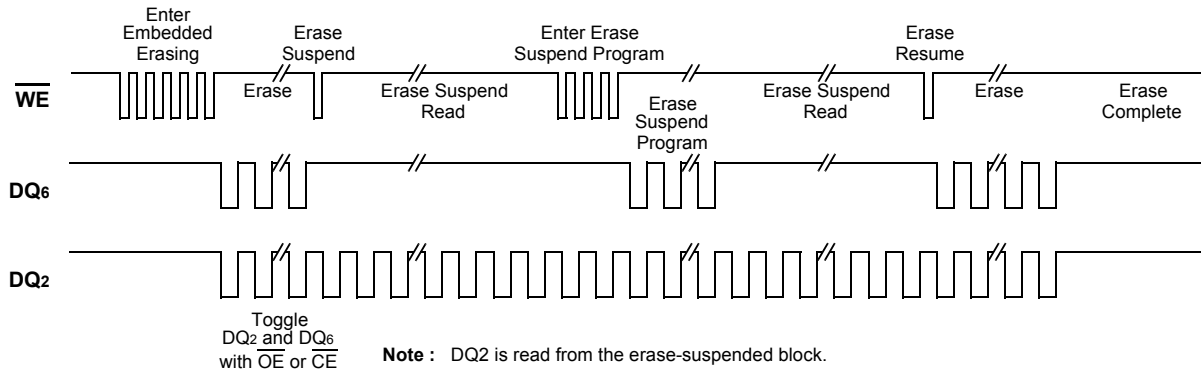 Enter
Embedded
Erasing
Erase
Suspend
Enter Erase
Suspend Program
Erase
Resume
WE
Erase
Erase Suspend
Read
Erase
Suspend
Program
Erase Suspend
Read
Erase
Erase
Complete
DQ6
DQ2
Toggle
DQ2 and DQ6
with OE or CE
Note : DQ2 is read from the erase-suspended block.